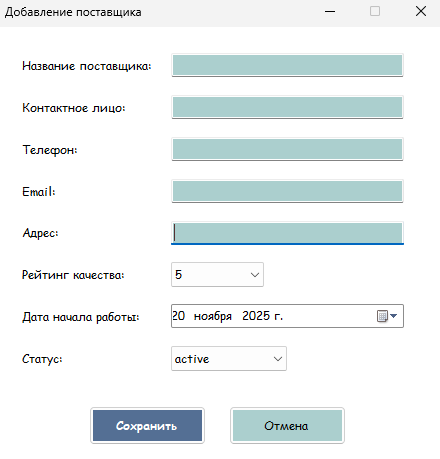 Добавление поставщика
Название поставщика:
Контактное лицо:
Телефон:
Email:
Адрес:
Рейтинг качества: 5
Дата начала работы: 20 ноября 2025 г.
Статус: active
Сохранить Отмена